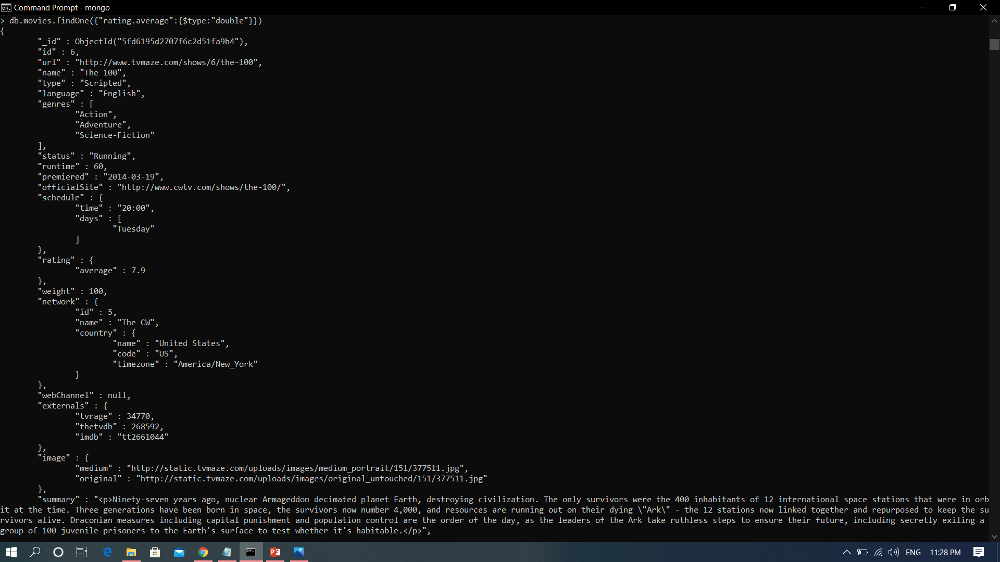 Command Prompt - mongo
> db.movies.findOne({"rating.average":{$type:"double"}})
{
        "_id" : ObjectId("5fd6195d2707f6c2d51fa9b4"),
        "id" : 6,
        "url" : "http://www.tvmaze.com/shows/6/the-100",
        "name" : "The 100",
        "type" : "Scripted",
        "language" : "English",
        "genres" : [
                "Action",
                "Adventure",
                "Science-Fiction"
        ],
        "status" : "Running",
        "runtime" : 60,
        "premiered" : "2014-03-19",
        "officialSite" : "http://www.cwtv.com/shows/the-100/",
        "schedule" : {
                "time" : "20:00",
                "days" : [
                        "Tuesday"
                ]
        },
        "rating" : {
                "average" : 7.9
        },
        "weight" : 100,
        "network" : {
                "id" : 5,
                "name" : "The CW",
                "country" : {
                        "name" : "United States",
                        "code" : "US",
                        "timezone" : "America/New_York"
                }
        },
        "webChannel" : null,
        "externals" : {
                "tvrage" : 34770,
                "thetvdb" : 268592,
                "imdb" : "tt2661044"
        },
        "image" : {
                "medium" : "http://static.tvmaze.com/uploads/images/medium_portrait/151/377511.jpg",
                "original" : "http://static.tvmaze.com/uploads/images/original_untouched/151/377511.jpg"
        },
        "summary" : "<p>Ninety-seven years ago, nuclear Armageddon decimated planet Earth, destroying civilization. The only survivors were the 400 inhabitants of 12 international space stations that were in orb
it at the time. Three generations have been born in space, the survivors now number 4,000, and resources are running out on their dying \"Ark\" - the 12 stations now linked together and repurposed to keep the su
rvivors alive. Draconian measures including capital punishment and population control are the order of the day, as the leaders of the Ark take ruthless steps to ensure their future, including secretly exiling a
group of 100 juvenile prisoners to the Earth's surface to test whether it's habitable.</p>",
ENG 11:28 PM